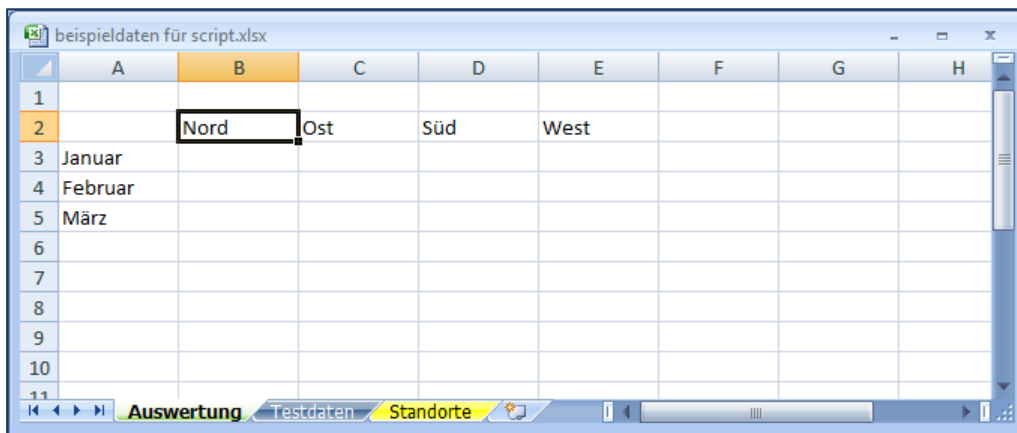 beispieldaten für script.xlsx
A B C D E F G H
1
2 Nord Ost Süd West
3 Januar
4 Februar
5 März
6
7
8
9
10
11
Auswertung Testdaten Standorte